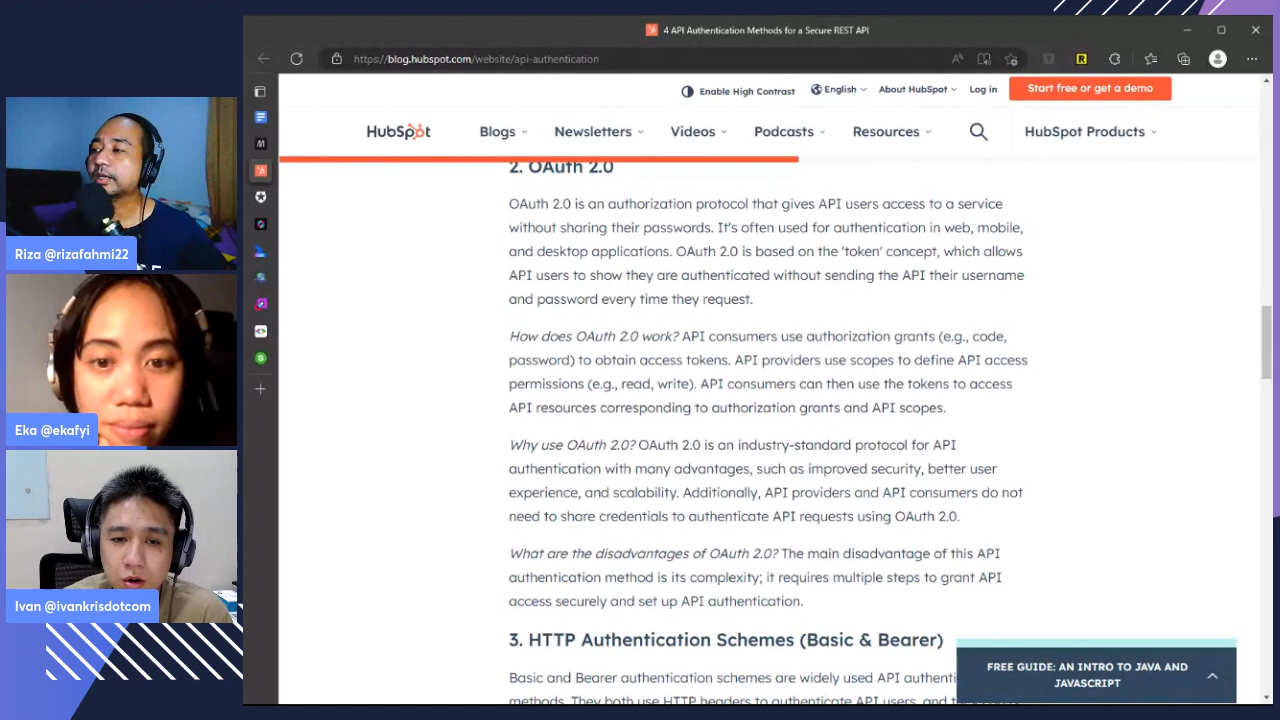 4 API Authentication Methods for a Secure REST API
https://blog.hubspot.com/website/api-authentication
Enable High Contrast
English
About HubSpot
Log in
Start free or get a demo
HubSpot
Blogs
Newsletters
Videos
Podcasts
Resources
HubSpot Products
2. OAuth 2.0
OAuth 2.0 is an authorization protocol that gives API users access to a service
without sharing their passwords. It's often used for authentication in web, mobile,
and desktop applications. OAuth 2.0 is based on the 'token' concept, which allows
API users to show they are authenticated without sending the API their username
and password every time they request.
How does OAuth 2.0 work? API consumers use authorization grants (e.g., code,
password) to obtain access tokens. API providers use scopes to define API access
permissions (e.g., read, write). API consumers can then use the tokens to access
API resources corresponding to authorization grants and API scopes.
Why use OAuth 2.0? OAuth 2.0 is an industry-standard protocol for API
authentication with many advantages, such as improved security, better user
experience, and scalability. Additionally, API providers and API consumers do not
need to share credentials to authenticate API requests using OAuth 2.0.
What are the disadvantages of OAuth 2.0? The main disadvantage of this API
authentication method is its complexity; it requires multiple steps to grant API
access securely and set up API authentication.
3. HTTP Authentication Schemes (Basic & Bearer)
Basic and Bearer authentication schemes are widely used API authenti
methods. They both use HTTP headers to authenticate API users, and
FREE GUIDE: AN INTRO TO JAVA AND
JAVASCRIPT
Riza @rizafahmi22
Eka @ekafyi
Ivan @ivankrisdotcom